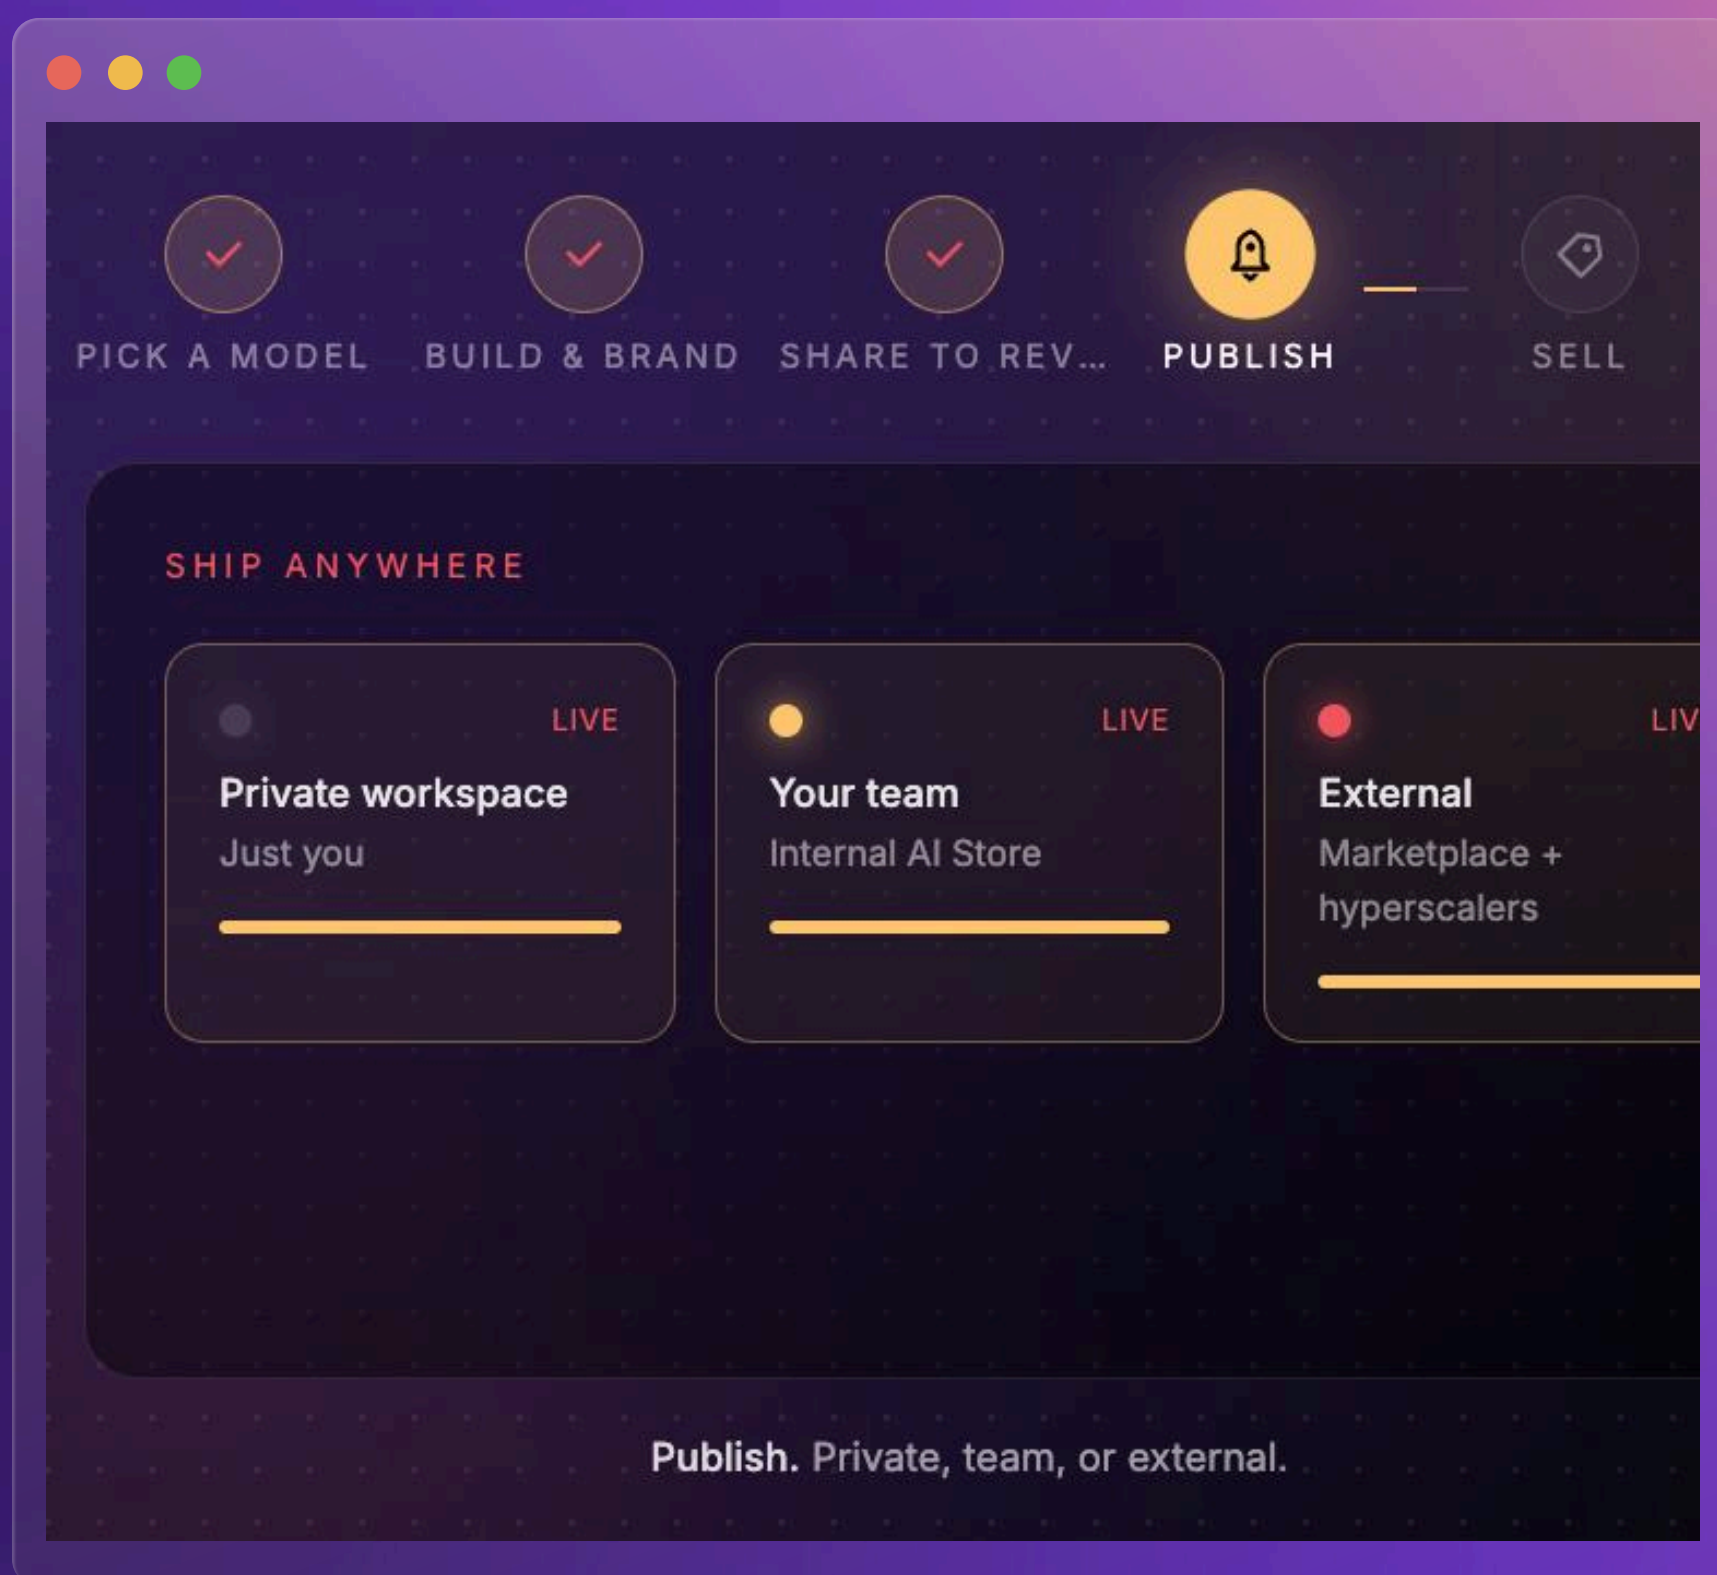 PICK A MODEL
BUILD & BRAND
SHARE TO REV...
PUBLISH
SELL
SHIP ANYWHERE
LIVE
Private workspace
Just you
LIVE
Your team
Internal AI Store
LIV
External
Marketplace +
hyperscalers
Publish. Private, team, or external.